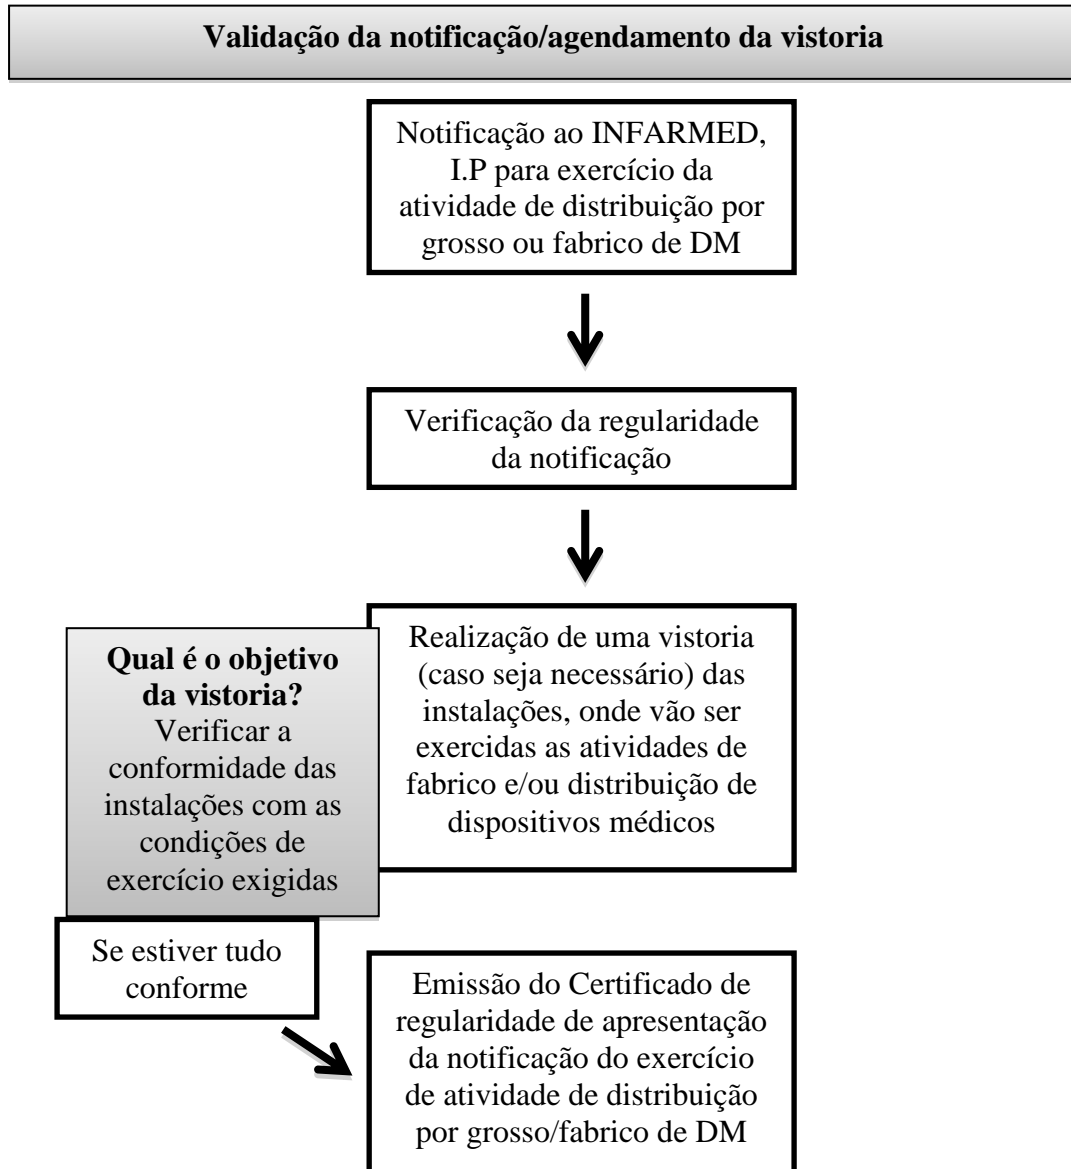 Validação da notificação/agendamento da vistoria
Notificação ao INFARMED,
I.P para exercício da
atividade de distribuição por
grosso ou fabrico de DM
Verificação da regularidade
da notificação
Realização de uma vistoria
(caso seja necessário) das
instalações, onde vão ser
exercidas as atividades de
fabrico e/ou distribuição de
dispositivos médicos
Qual é o objetivo
da vistoria?
Verificar a
conformidade das
instalações com as
condições de
exercício exigidas
Se estiver tudo
conforme
Emissão do Certificado de
regularidade de apresentação
da notificação do exercício
de atividade de distribuição
por grosso/fabrico de DM